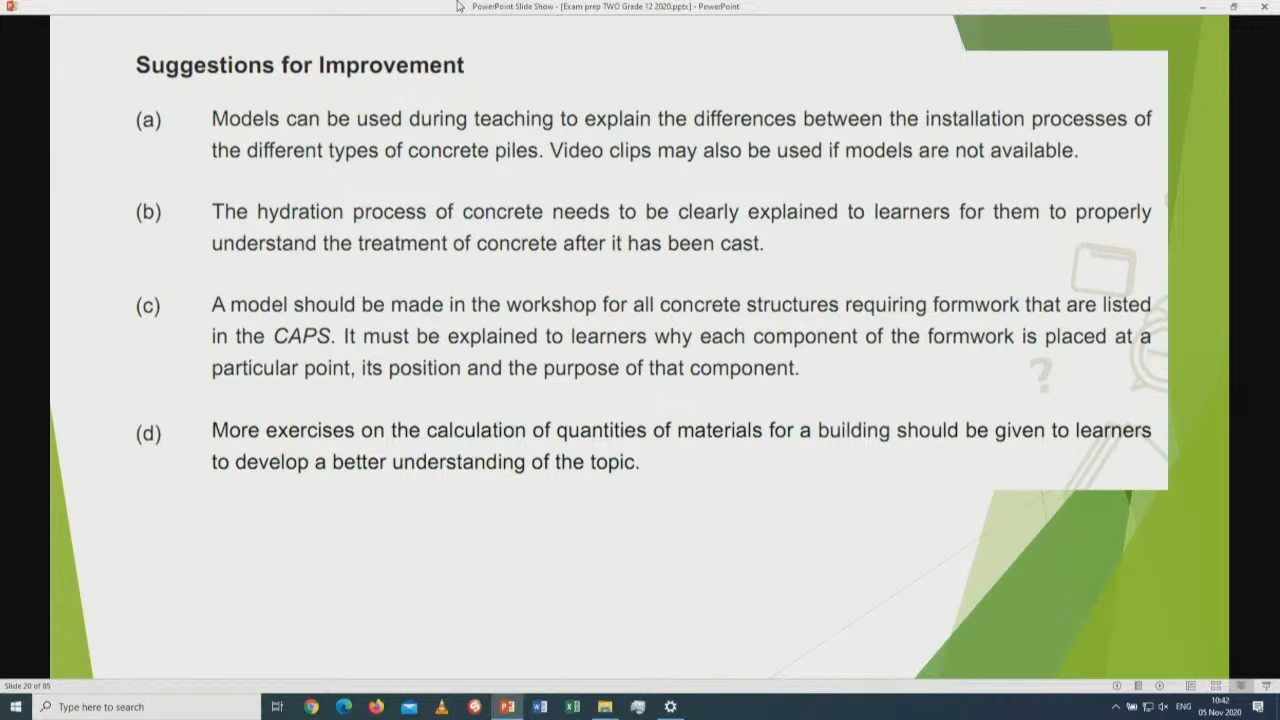 PowerPoint Slide Show - [Exam prep TWO Grade 12 2020.pptx] - PowerPoint
Suggestions for Improvement
(a) Models can be used during teaching to explain the differences between the installation processes of
the different types of concrete piles. Video clips may also be used if models are not available.
(b) The hydration process of concrete needs to be clearly explained to learners for them to properly
understand the treatment of concrete after it has been cast.
(c) A model should be made in the workshop for all concrete structures requiring formwork that are listed
in the CAPS. It must be explained to learners why each component of the formwork is placed at a
particular point, its position and the purpose of that component.
(d) More exercises on the calculation of quantities of materials for a building should be given to learners
to develop a better understanding of the topic.
Slide 20 of 85
Type here to search
ENG
10:42
05 Nov 2020